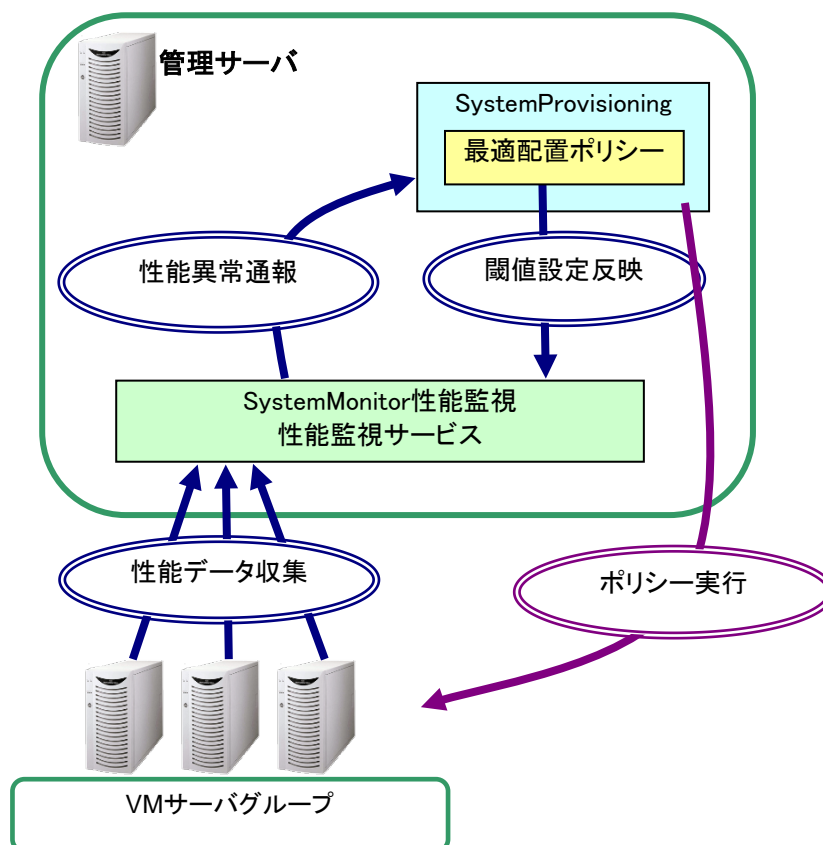 管理サーバ
SystemProvisioning
最適配置ポリシー
性能異常通報
閾値設定反映
SystemMonitor性能監視
性能監視サービス
性能データ収集
ポリシー実行
VMサーバグループ